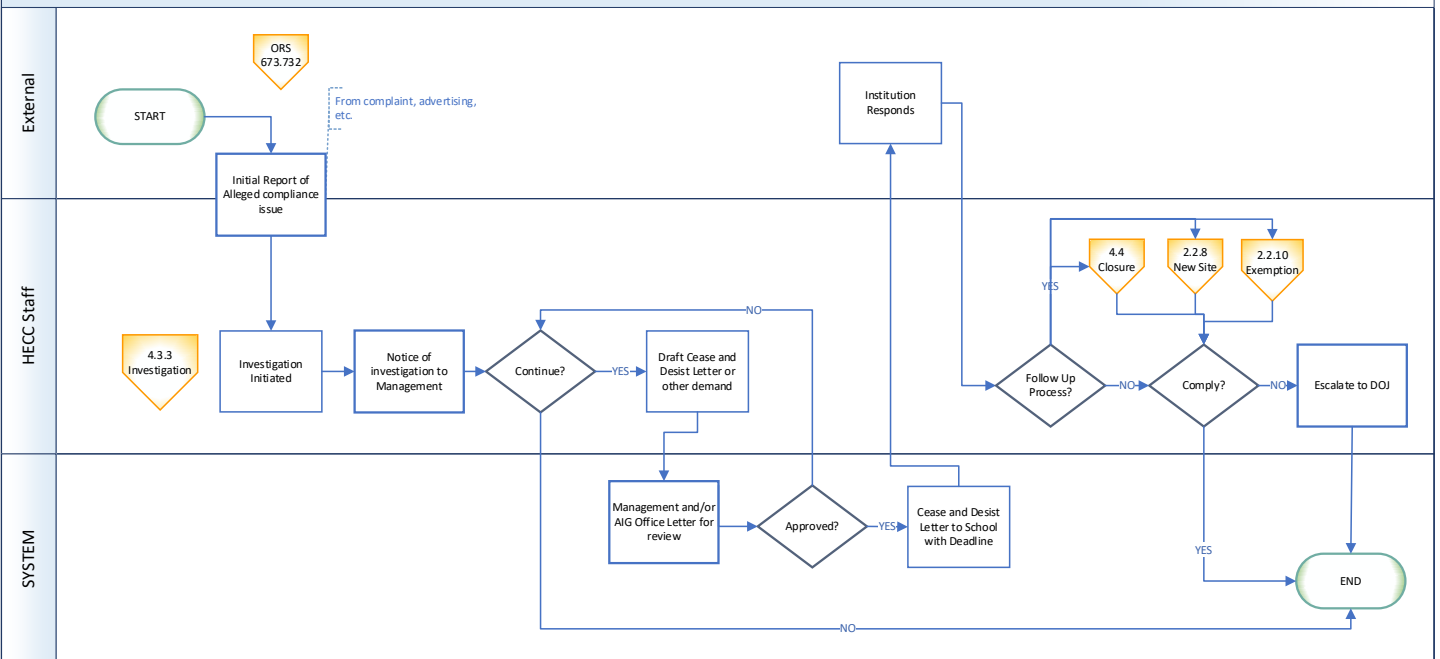 External
ORS
673.732
START
From complaint, advertising,
etc.
Initial Report of
Alleged compliance
issue
Institution
Responds
HECC Staff
4.3.3
Investigation
Investigation
Initiated
Notice of
investigation to
Management
Continue?
NO
YES
Draft Cease and
Desist Letter or
other demand
YES
4.4
Closure
2.2.8
New Site
2.2.10
Exemption
Follow Up
Process?
NO
Comply?
NO
Escalate to DOJ
SYSTEM
Management and/or
AIG Office Letter for
review
Approved?
YES
Cease and Desist
Letter to School
with Deadline
YES
END
NO